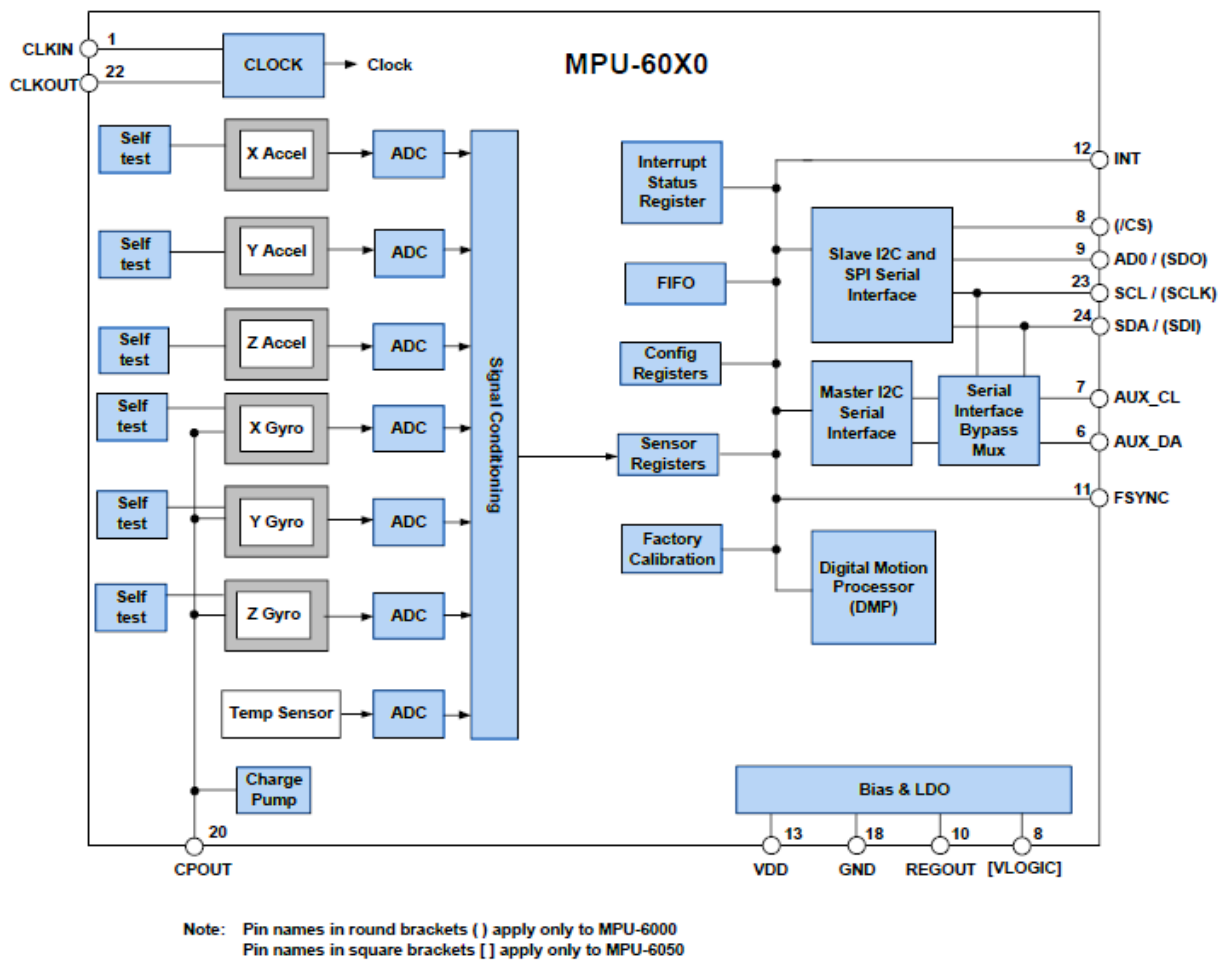 MPU-60X0
CLKIN
1
22
CLKOUT
CLOCK
Clock
Self
test
X Accel
ADC
Self
test
Y Accel
ADC
Self
test
Z Accel
ADC
Self
test
X Gyro
ADC
Self
test
Y Gyro
ADC
Self
test
Z Gyro
ADC
Temp Sensor
ADC
Signal Conditioning
Charge
Pump
20
CPOUT
Interrupt
Status
Register
FIFO
Config
Registers
Sensor
Registers
Factory
Calibration
Slave I2C and
SPI Serial
Interface
Master I2C
Serial
Interface
Serial
Interface
Bypass
Mux
Digital Motion
Processor
(DMP)
12
INT
8
(/CS)
9
AD0 / (SDO)
23
SCL / (SCLK)
24
SDA / (SDI)
7
AUX_CL
6
AUX_DA
11
FSYNC
Bias & LDO
13
18
10
8
VDD
GND
REGOUT
[VLOGIC]
Note: Pin names in round brackets ( ) apply only to MPU-6000
Pin names in square brackets [ ] apply only to MPU-6050